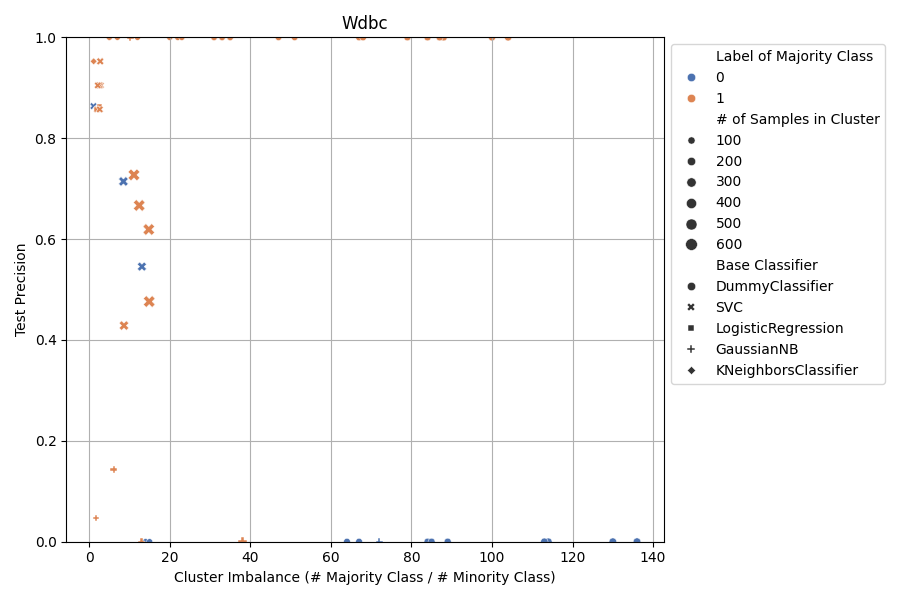 Wdbc
1.0
0.8
0.6
0.4
0.2
0.0
Test Precision
0
20
40
60
80
100
120
140
Cluster Imbalance (# Majority Class / # Minority Class)
Label of Majority Class
0
1
# of Samples in Cluster
100
200
300
400
500
600
Base Classifier
DummyClassifier
SVC
LogisticRegression
GaussianNB
KNeighborsClassifier